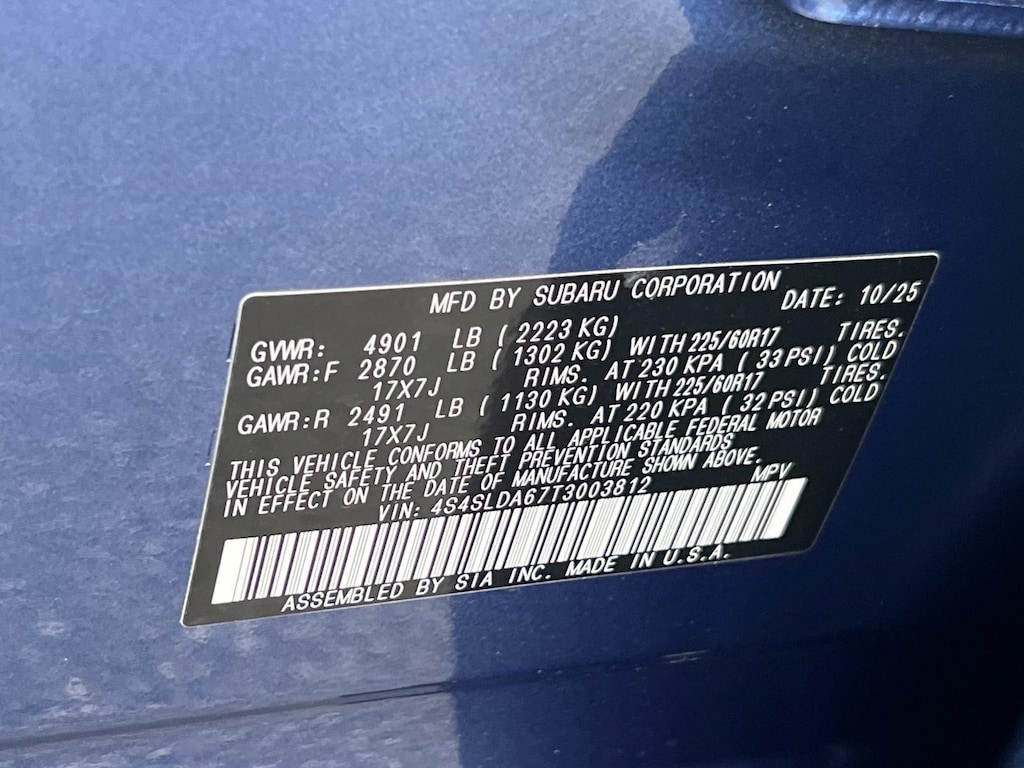 MFD BY SUBARU CORPORATION DATE: 10/25
GVWR: 4901 LB ( 2223 KG)
GAWR:F 2870 LB ( 1302 KG) WITH 225/60R17 TIRES.
17X7J RIMS. AT 230 KPA ( 33 PSI) COLD
GAWR:R 2491 LB ( 1130 KG) WITH 225/60R17 TIRES.
17X7J RIMS. AT 220 KPA ( 32 PSI) COLD
THIS VEHICLE CONFORMS TO ALL APPLICABLE FEDERAL MOTOR
VEHICLE SAFETY AND THEFT PREVENTION STANDARDS
IN EFFECT ON THE DATE OF MANUFACTURE SHOWN ABOVE.
VIN: 4S4SLDA67T3003812 MPV
ASSEMBLED BY SIA INC. MADE IN U.S.A.